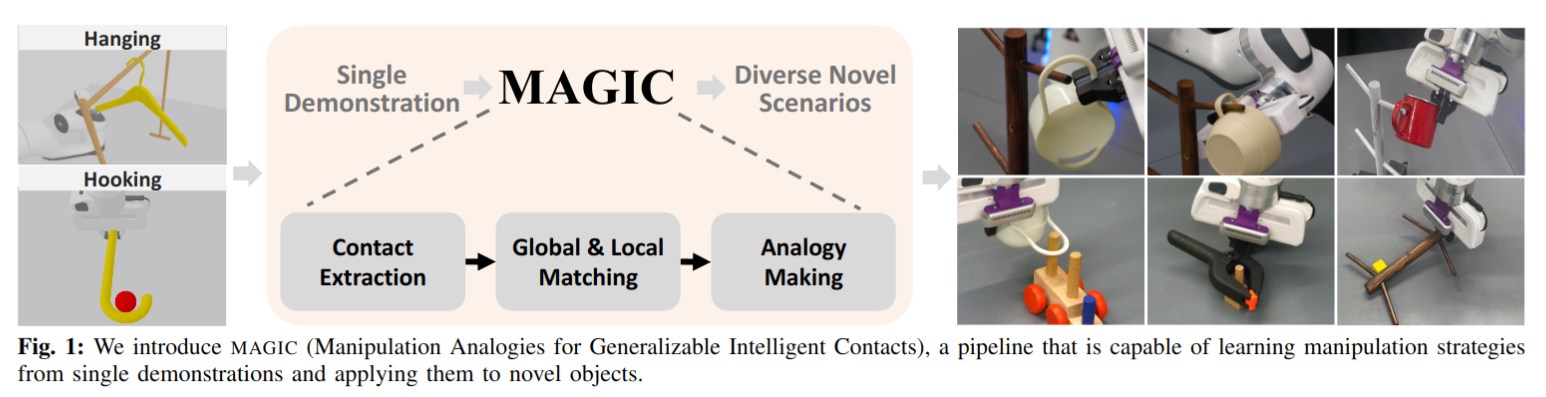 Hanging
Hooking
Single
Demonstration
MAGIC
Diverse Novel
Scenarios
Contact
Extraction
Global & Local
Matching
Analogy
Making
Fig. 1: We introduce MAGIC (Manipulation Analogies for Generalizable Intelligent Contacts), a pipeline that is capable of learning manipulation strategies
from single demonstrations and applying them to novel objects.